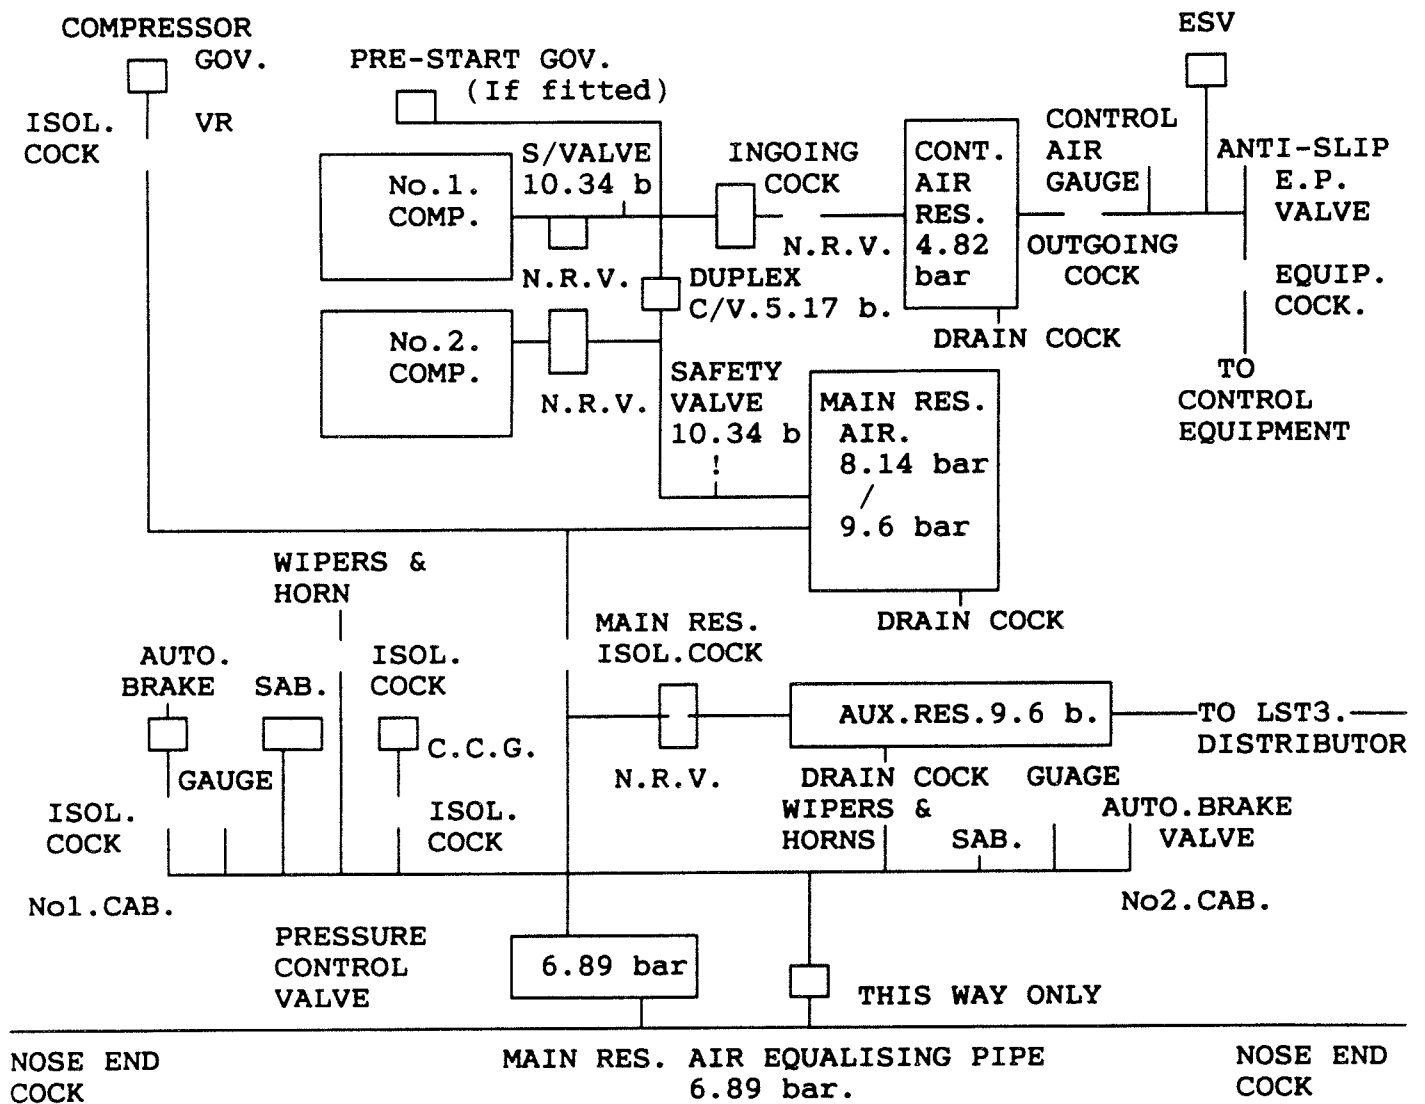 COMPRESSOR
GOV.
ISOL.
COCK
VR
PRE-START GOV.
(If fitted)
ESV
No.1.
COMP.
S/VALVE
10.34 b
N.R.V.
INGOING
COCK
N.R.V.
CONT.
AIR
RES.
4.82
bar
CONTROL
AIR
GAUGE
ANTI-SLIP
E.P.
VALVE
OUTGOING
COCK
EQUIP.
COCK.
DUPLEX
C/V.5.17 b.
DRAIN COCK
TO
CONTROL
EQUIPMENT
No.2.
COMP.
N.R.V.
SAFETY
VALVE
10.34 b
!
MAIN RES.
AIR.
8.14 bar
/
9.6 bar
DRAIN COCK
WIPERS &
HORN
MAIN RES.
ISOL.COCK
AUTO.
BRAKE
SAB.
ISOL.
COCK
C.C.G.
GAUGE
ISOL.
COCK
ISOL.
COCK
No1.CAB.
N.R.V.
AUX.RES.9.6 b.
TO LST3.
DISTRIBUTOR
DRAIN COCK
WIPERS &
HORNS
SAB.
GUAGE
AUTO.BRAKE
VALVE
No2.CAB.
PRESSURE
CONTROL
VALVE
6.89 bar
THIS WAY ONLY
NOSE END
COCK
MAIN RES. AIR EQUALISING PIPE
6.89 bar.
NOSE END
COCK